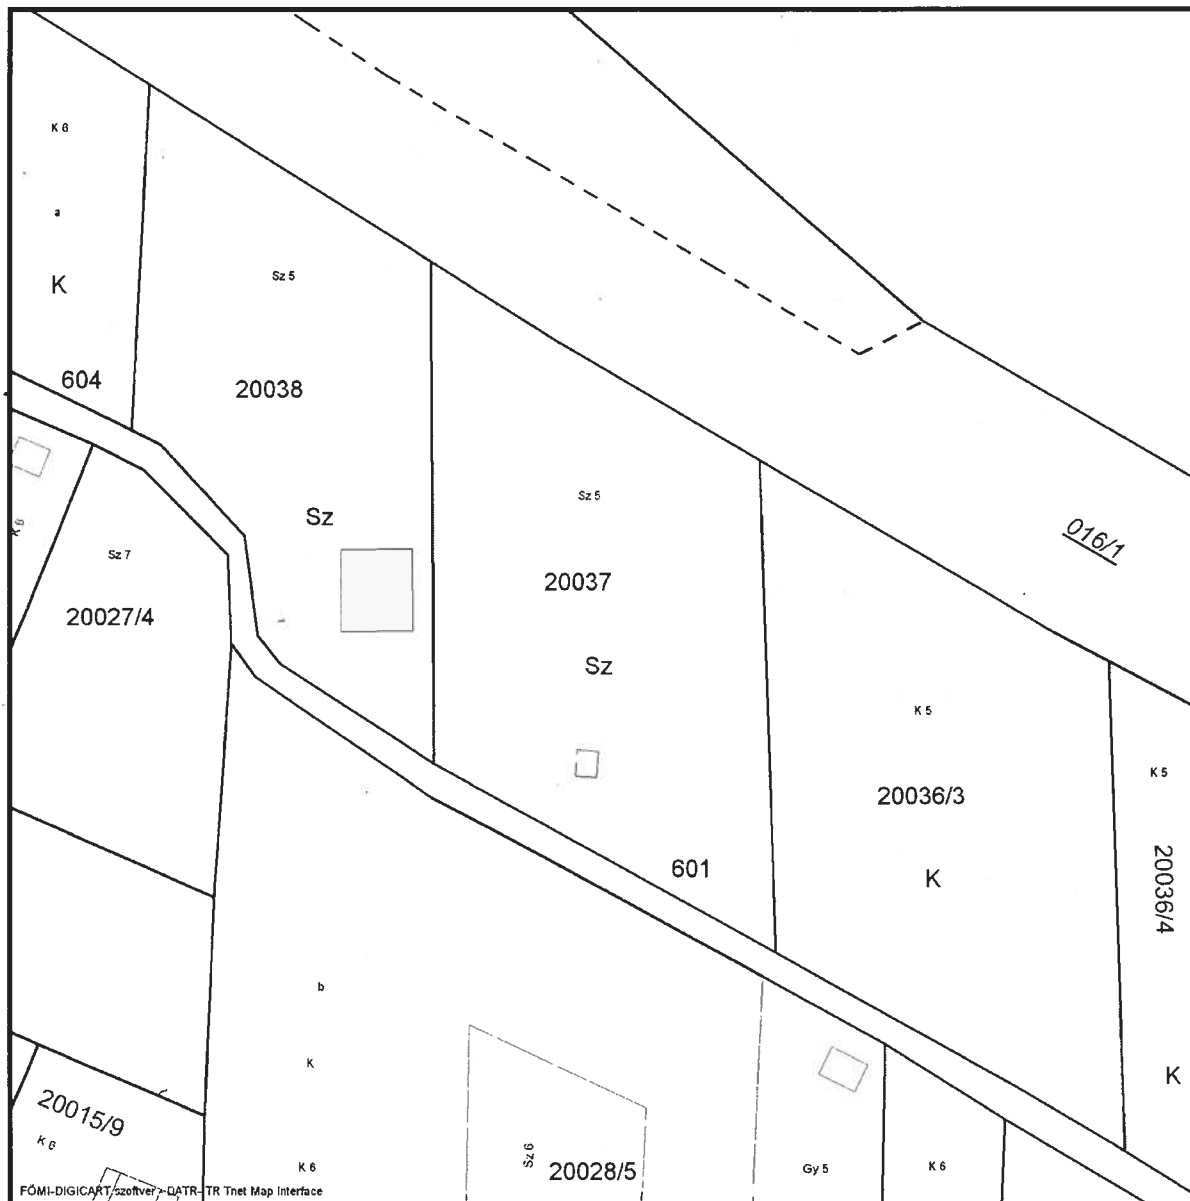 K 6
a
K
604
Sz 5
20038
Sz
Sz 5
20037
Sz
601
016/1
K 5
20036/3
K
K 5
20036/4
K
K 6
Sz 7
20027/4
b
K
K 6
20015/9
K 6
Sz 6
20028/5
Gy 5
K 6
FÖMI-DIGICART szoftver > DATR- TR Tnet Map Interface